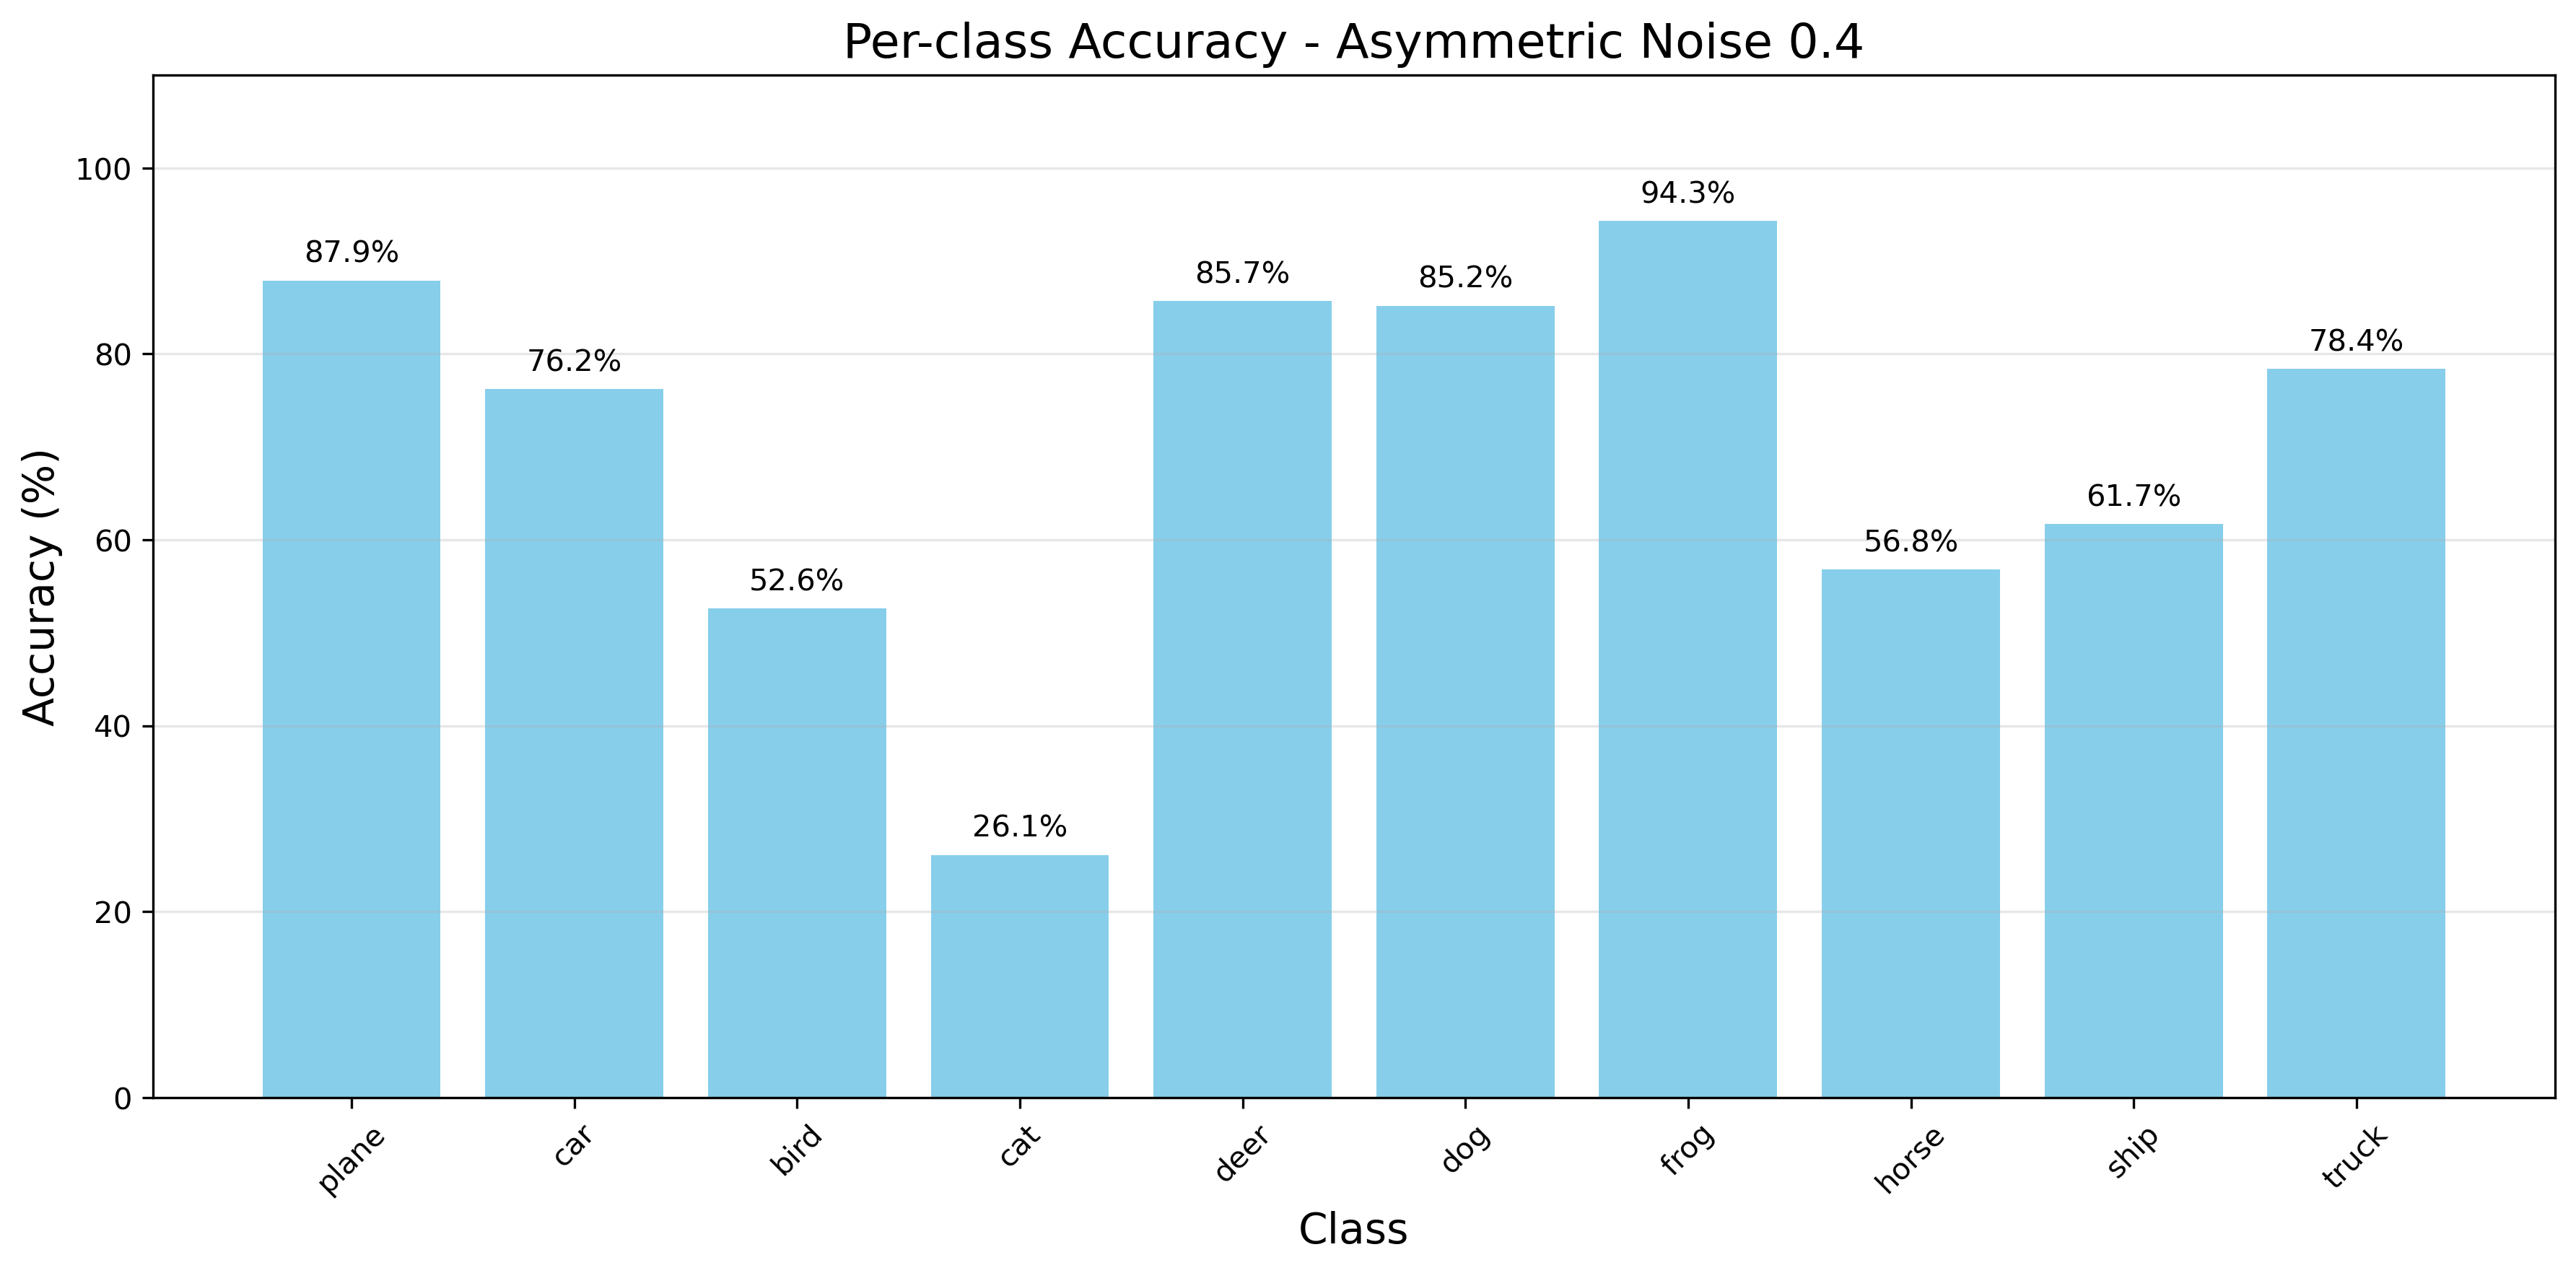 Per-class Accuracy - Asymmetric Noise 0.4
Accuracy (%)
100
80
60
40
20
0
87.9%
76.2%
52.6%
26.1%
85.7%
85.2%
94.3%
56.8%
61.7%
78.4%
plane
car
bird
cat
deer
dog
frog
horse
ship
truck
Class